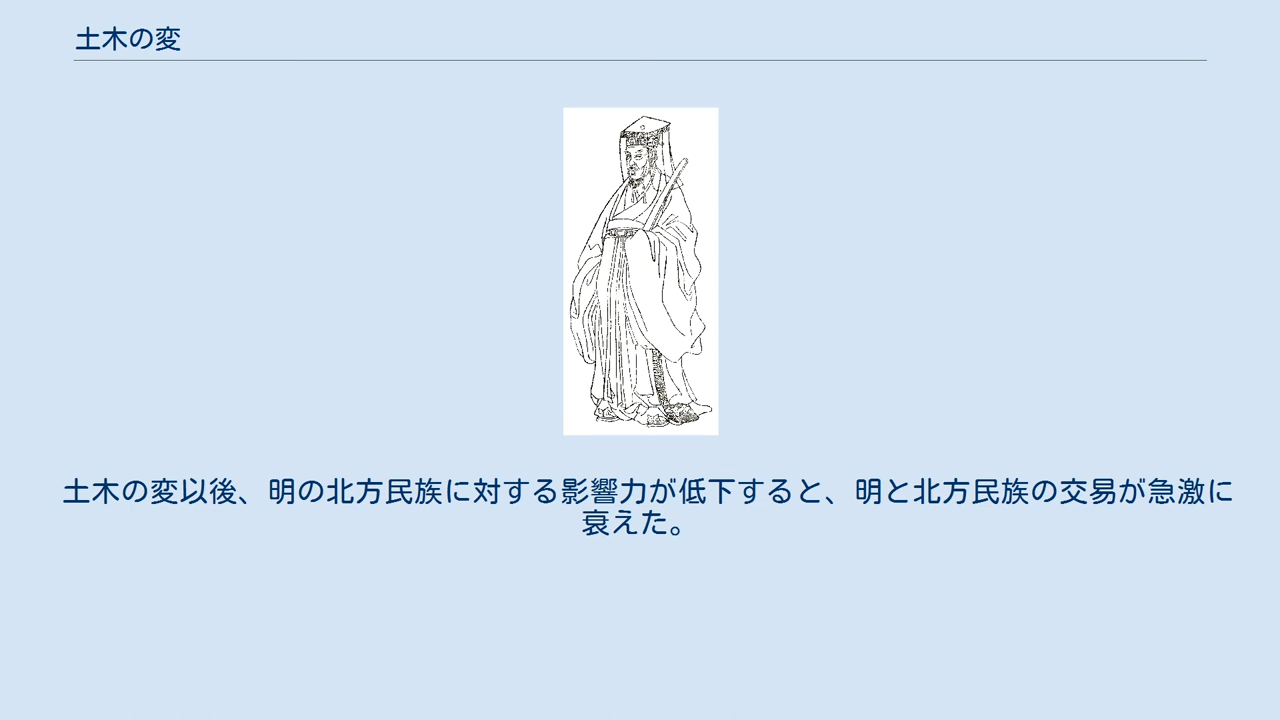 土木の変
土木の変以後、明の北方民族に対する影響力が低下すると、明と北方民族の交易が急激に
衰えた。